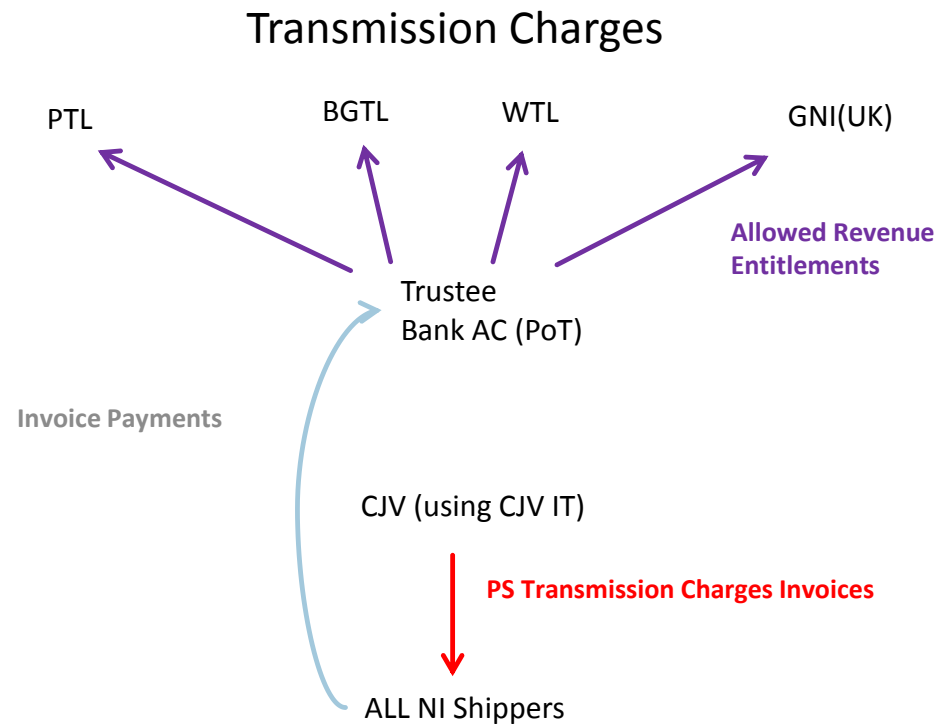 Transmission Charges
PTL
BGTL
WTL
GNI(UK)
Allowed Revenue
Entitlements
Trustee
Bank AC (PoT)
Invoice Payments
CJV (using CJV IT)
PS Transmission Charges Invoices
ALL NI Shippers